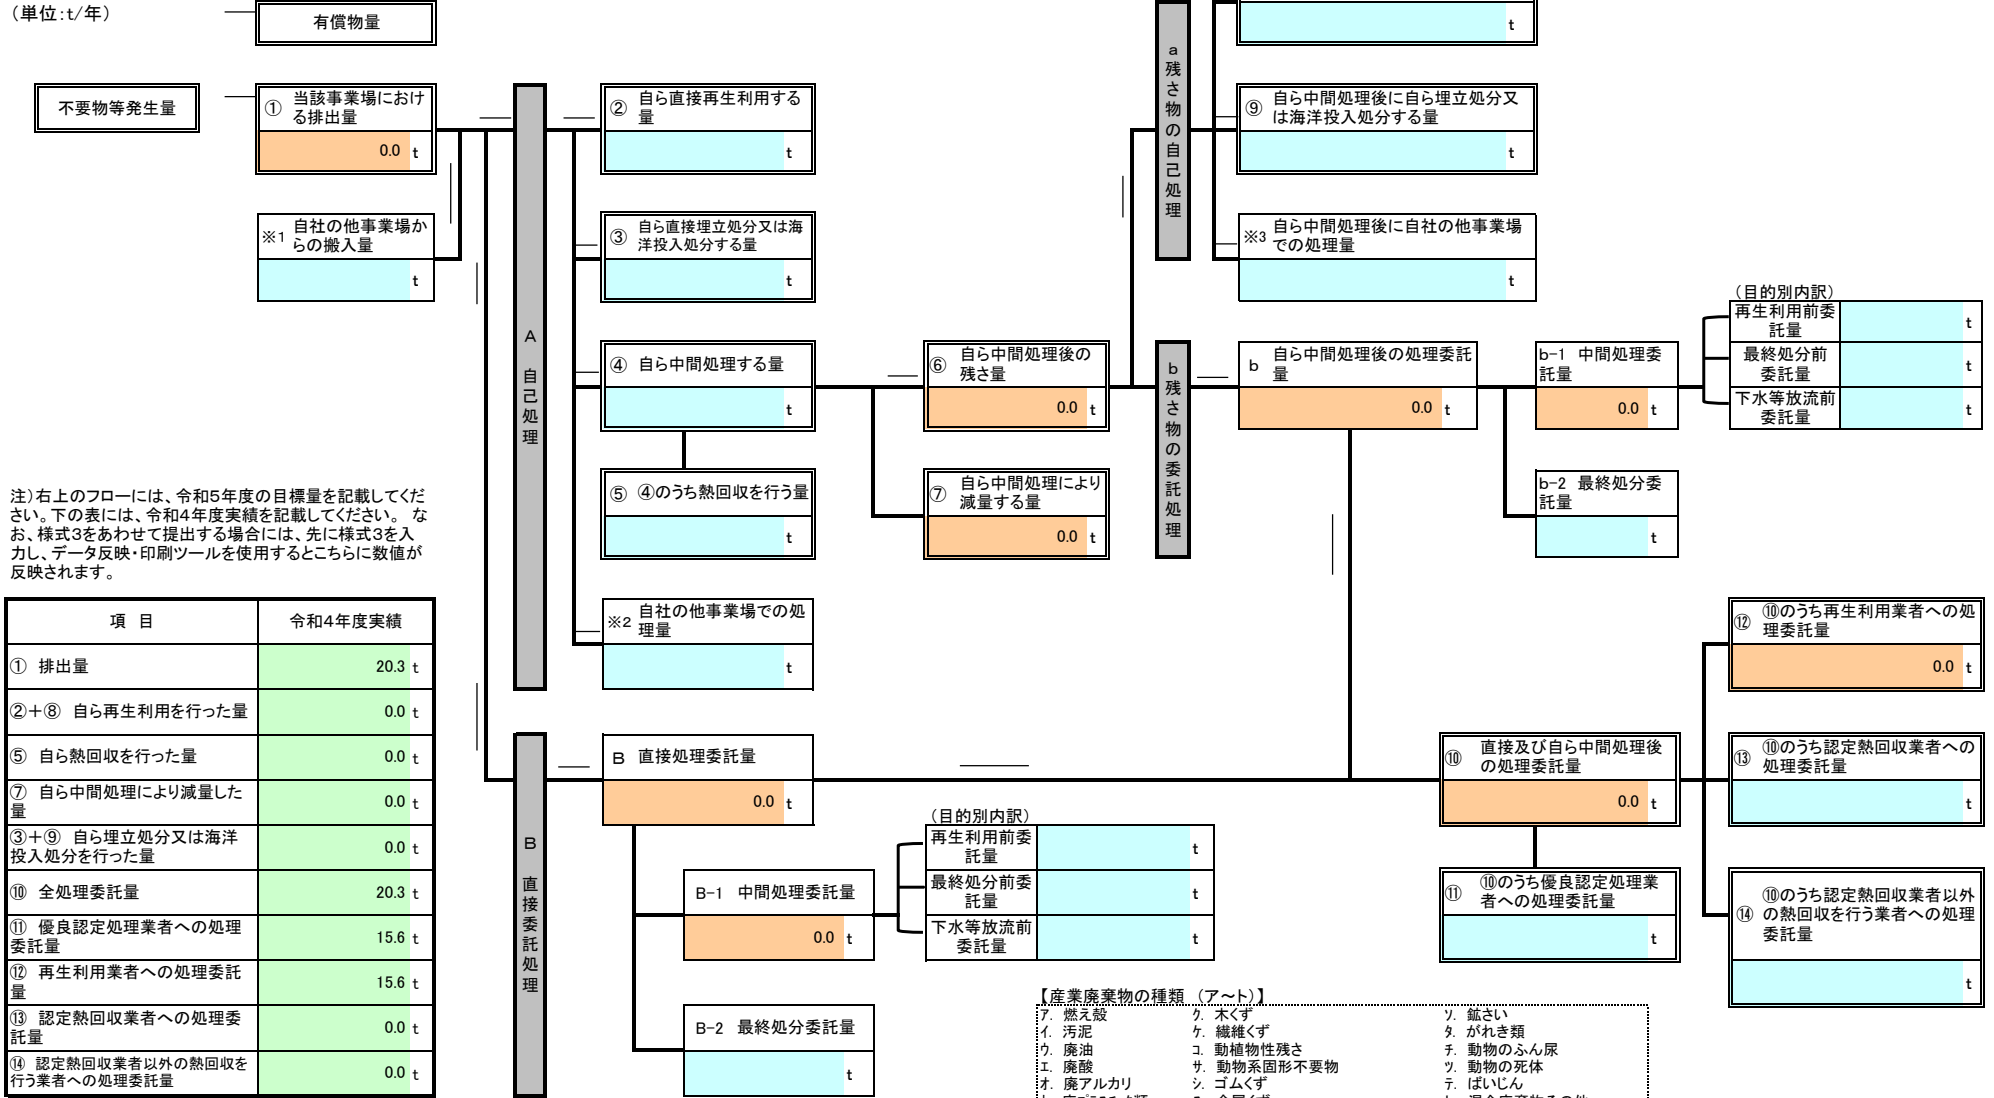 （単位:t/年）
有償物量
不要物等発生量
① 当該事業場におけ
る排出量
0.0 t
※1 自社の他事業場か
らの搬入量
t
A 自己処理
② 自ら直接再生利用する
量
t
③ 自ら直接埋立処分又は海
洋投入処分する量
t
④ 自ら中間処理する量
t
⑤ ④のうち熱回収を行う量
t
※2 自社の他事業場での処
理量
t
⑥ 自ら中間処理後の
残さ量
0.0 t
⑦ 自ら中間処理により
減量する量
0.0 t
a 残さ物の自己処理
t
⑨ 自ら中間処理後に自ら埋立処分又
は海洋投入処分する量
t
※3 自ら中間処理後に自社の他事業場
での処理量
t
b 残さ物の委託処理
b 自ら中間処理後の処理委託
量
0.0 t
b-1 中間処理委
託量
0.0 t
b-2 最終処分委
託量
t
（目的別内訳）
再生利用前委
託量
t
最終処分前
委託量
t
下水等放流前
委託量
t
注）右上のフローには、令和5年度の目標量を記載してくだ
さい。下の表には、令和4年度実績を記載してください。 な
お、様式3をあわせて提出する場合には、先に様式3を入
力し、データ反映・印刷ツールを使用するとこちらに数値が
反映されます。
項 目 令和4年度実績
① 排出量 20.3 t
②+⑧ 自ら再生利用を行った量 0.0 t
⑤ 自ら熱回収を行った量 0.0 t
⑦ 自ら中間処理により減量した
量 0.0 t
③+⑨ 自ら埋立処分又は海洋
投入処分を行った量 0.0 t
⑩ 全処理委託量 20.3 t
⑪ 優良認定処理業者への処理
委託量 15.6 t
⑫ 再生利用業者への処理委託
量 15.6 t
⑬ 認定熱回収業者への処理委
託量 0.0 t
⑭ 認定熱回収業者以外の熱回収を
行う業者への処理委託量 0.0 t
B 直接委託処理
B 直接処理委託量
0.0 t
B-1 中間処理委託量
0.0 t
B-2 最終処分委託量
t
（目的別内訳）
再生利用前委
託量
t
最終処分前委
託量
t
下水等放流前
委託量
t
⑩ 直接及び自ら中間処理後
の処理委託量
0.0 t
⑪ ⑩のうち優良認定処理業
者への処理委託量
t
⑫ ⑩のうち再生利用業者への処
理委託量
0.0 t
⑬ ⑩のうち認定熱回収業者への
処理委託量
t
⑭ ⑩のうち認定熱回収業者以外
の熱回収を行う業者への処理
委託量
t
【産業廃棄物の種類 （ア～ト）】
ア. 燃え殻 ク. 木くず ソ. 鉱さい
イ. 汚泥 ケ. 繊維くず タ. がれき類
ウ. 廃油 コ. 動植物性残さ チ. 動物のふん尿
エ. 廃酸 サ. 動物系固形不要物 ツ. 動物の死体
オ. 廃アルカリ シ. ゴムくず テ. ばいじん